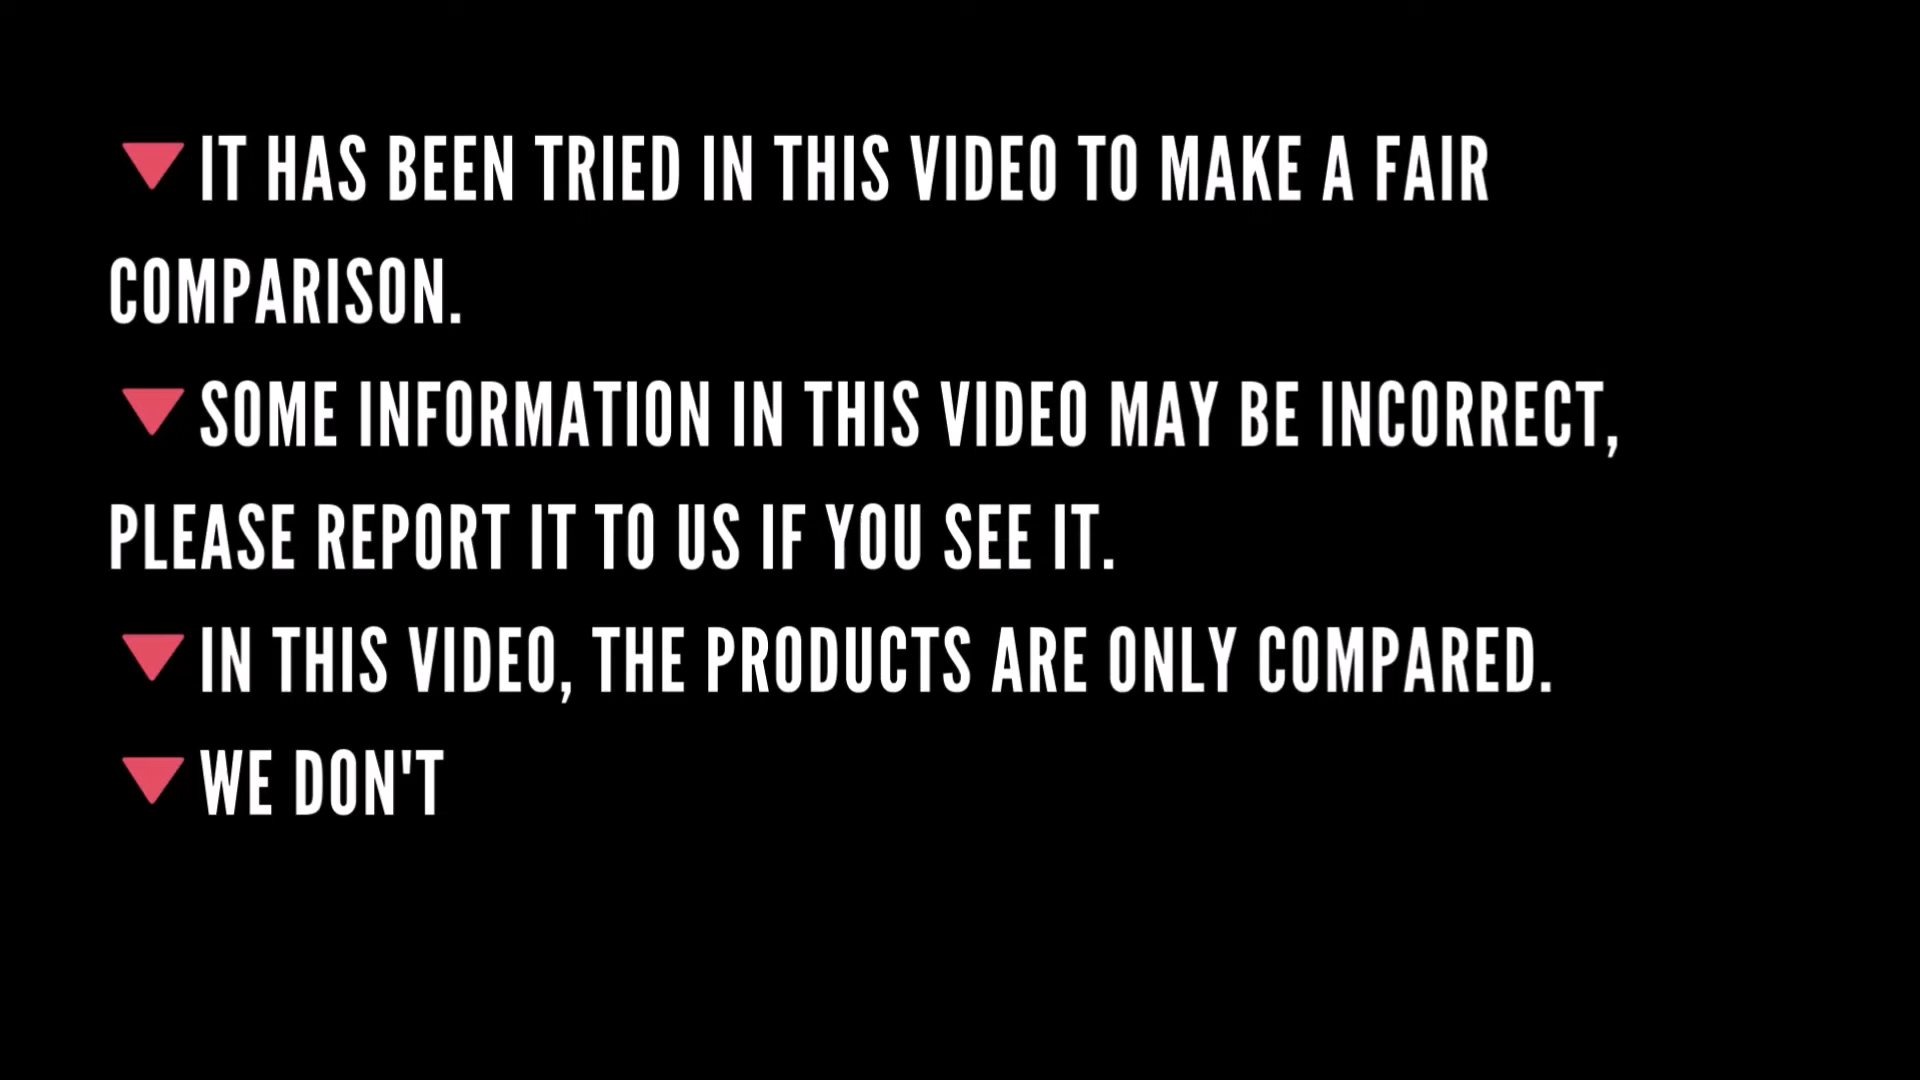 🔻IT HAS BEEN TRIED IN THIS VIDEO TO MAKE A FAIR
COMPARISON.
🔻SOME INFORMATION IN THIS VIDEO MAY BE INCORRECT,
PLEASE REPORT IT TO US IF YOU SEE IT.
🔻IN THIS VIDEO, THE PRODUCTS ARE ONLY COMPARED.
🔻WE DON'T